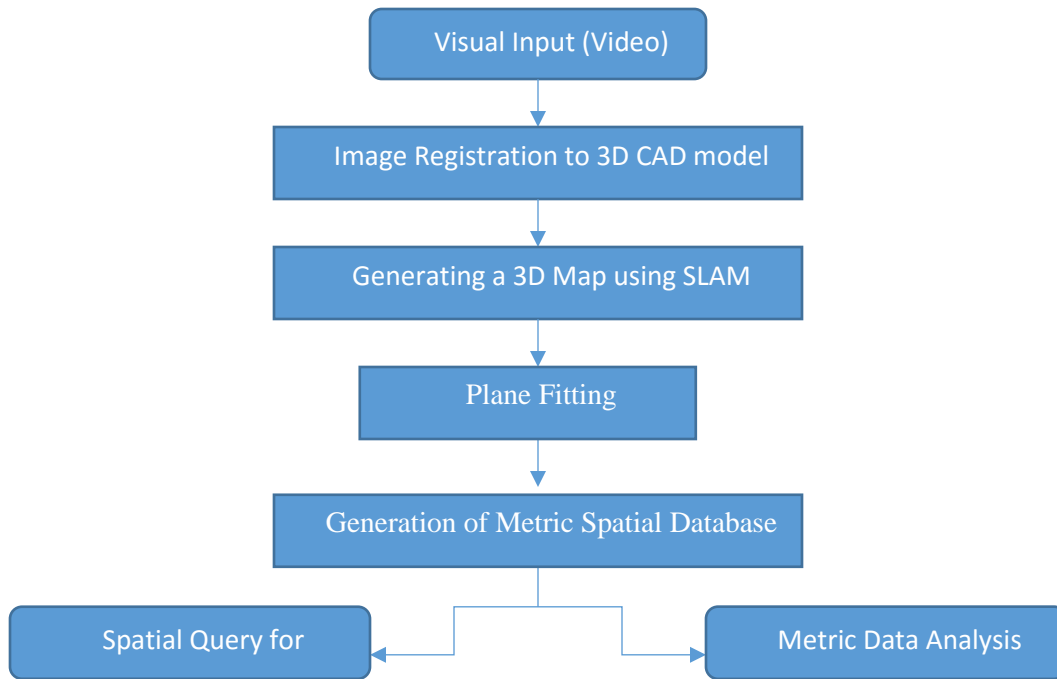 Visual Input (Video)
Image Registration to 3D CAD model
Generating a 3D Map using SLAM
Plane Fitting
Generation of Metric Spatial Database
Spatial Query for
Metric Data Analysis